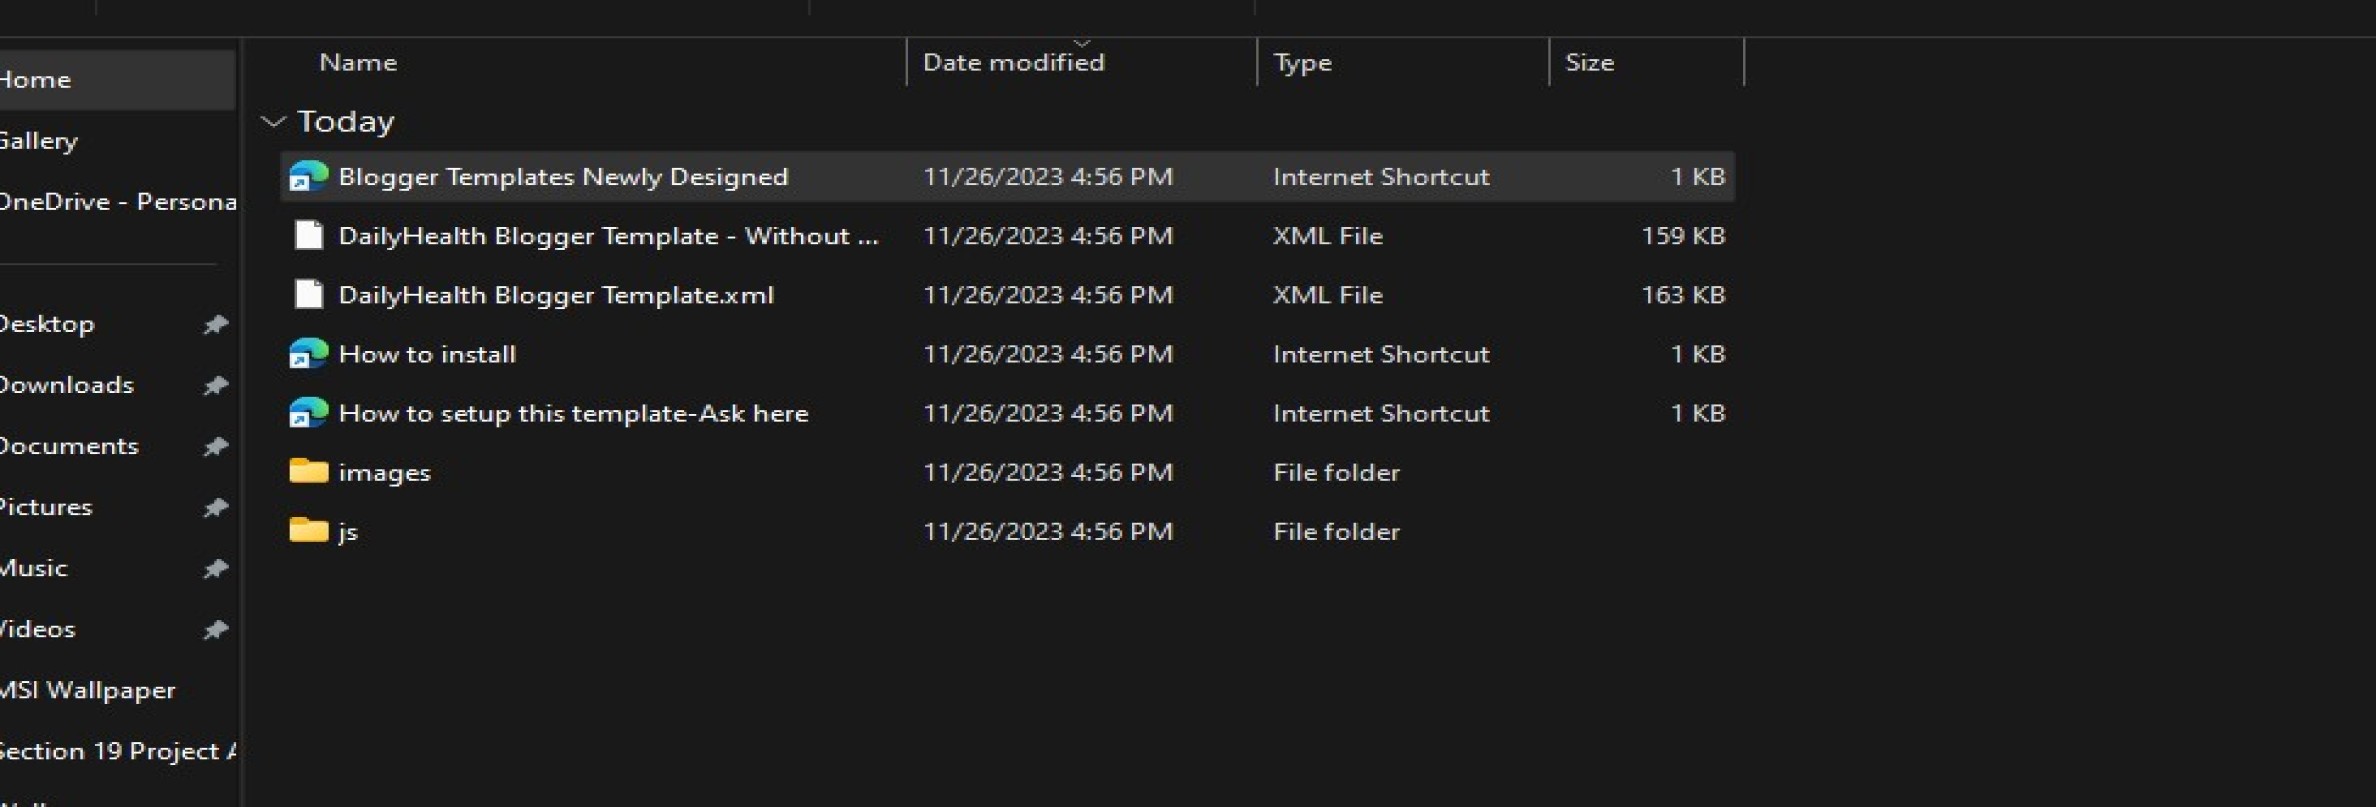 Name Date modified Type Size
Home
Gallery
OneDrive - Persona
Desktop
Downloads
Documents
Pictures
Music
Videos
MSI Wallpaper
Section 19 Project A
Today
Blogger Templates Newly Designed 11/26/2023 4:56 PM Internet Shortcut 1 KB
DailyHealth Blogger Template - Without ... 11/26/2023 4:56 PM XML File 159 KB
DailyHealth Blogger Template.xml 11/26/2023 4:56 PM XML File 163 KB
How to install 11/26/2023 4:56 PM Internet Shortcut 1 KB
How to setup this template-Ask here 11/26/2023 4:56 PM Internet Shortcut 1 KB
images 11/26/2023 4:56 PM File folder
js 11/26/2023 4:56 PM File folder